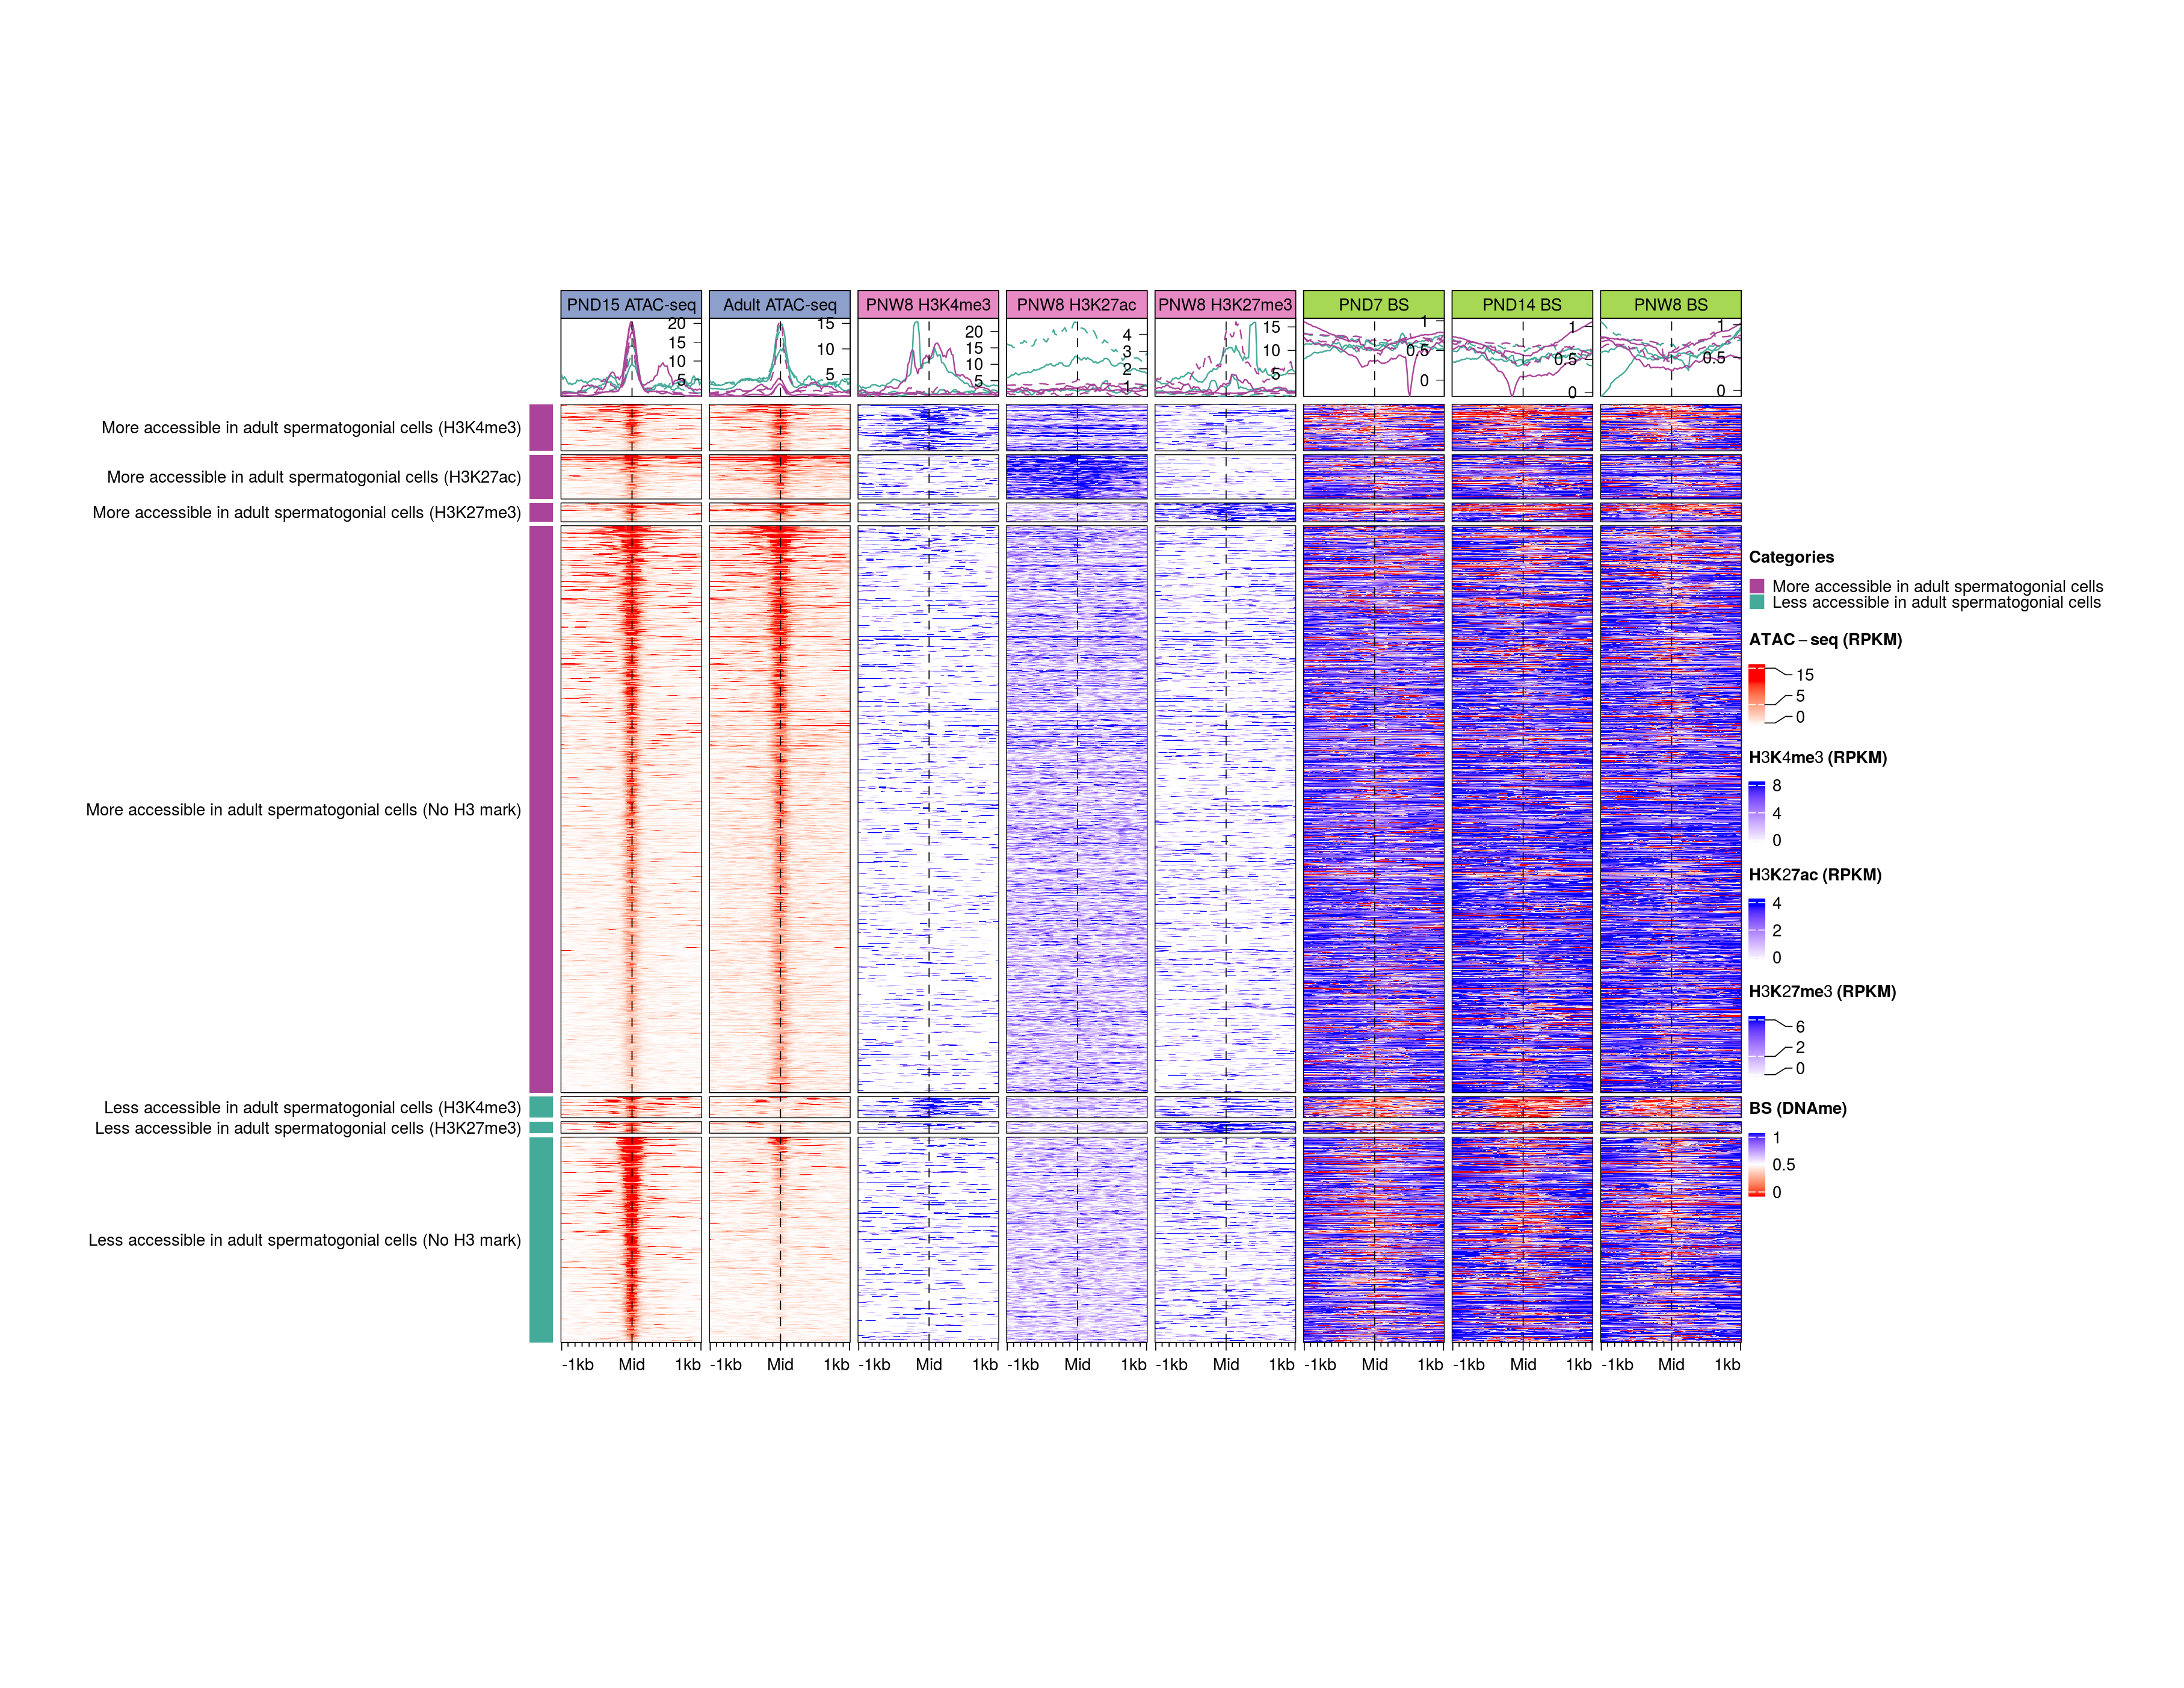 PND15 ATAC-seq
Adult ATAC-seq
PNW8 H3K4me3
PNW8 H3K27ac
PNW8 H3K27me3
PND7 BS
PND14 BS
PNW8 BS
20
15
10
5
15
10
5
20
15
10
5
4
3
2
1
15
10
5
1
0.5
0
1
0.5
0
1
0.5
0
More accessible in adult spermatogonial cells (H3K4me3)
More accessible in adult spermatogonial cells (H3K27ac)
More accessible in adult spermatogonial cells (H3K27me3)
More accessible in adult spermatogonial cells (No H3 mark)
Less accessible in adult spermatogonial cells (H3K4me3)
Less accessible in adult spermatogonial cells (H3K27me3)
Less accessible in adult spermatogonial cells (No H3 mark)
-1kb Mid 1kb
-1kb Mid 1kb
-1kb Mid 1kb
-1kb Mid 1kb
-1kb Mid 1kb
-1kb Mid 1kb
-1kb Mid 1kb
-1kb Mid 1kb
Categories
More accessible in adult spermatogonial cells
Less accessible in adult spermatogonial cells
ATAC−seq (RPKM)
15
5
0
H3K4me3 (RPKM)
8
4
0
H3K27ac (RPKM)
4
2
0
H3K27me3 (RPKM)
6
2
0
BS (DNAme)
1
0.5
0